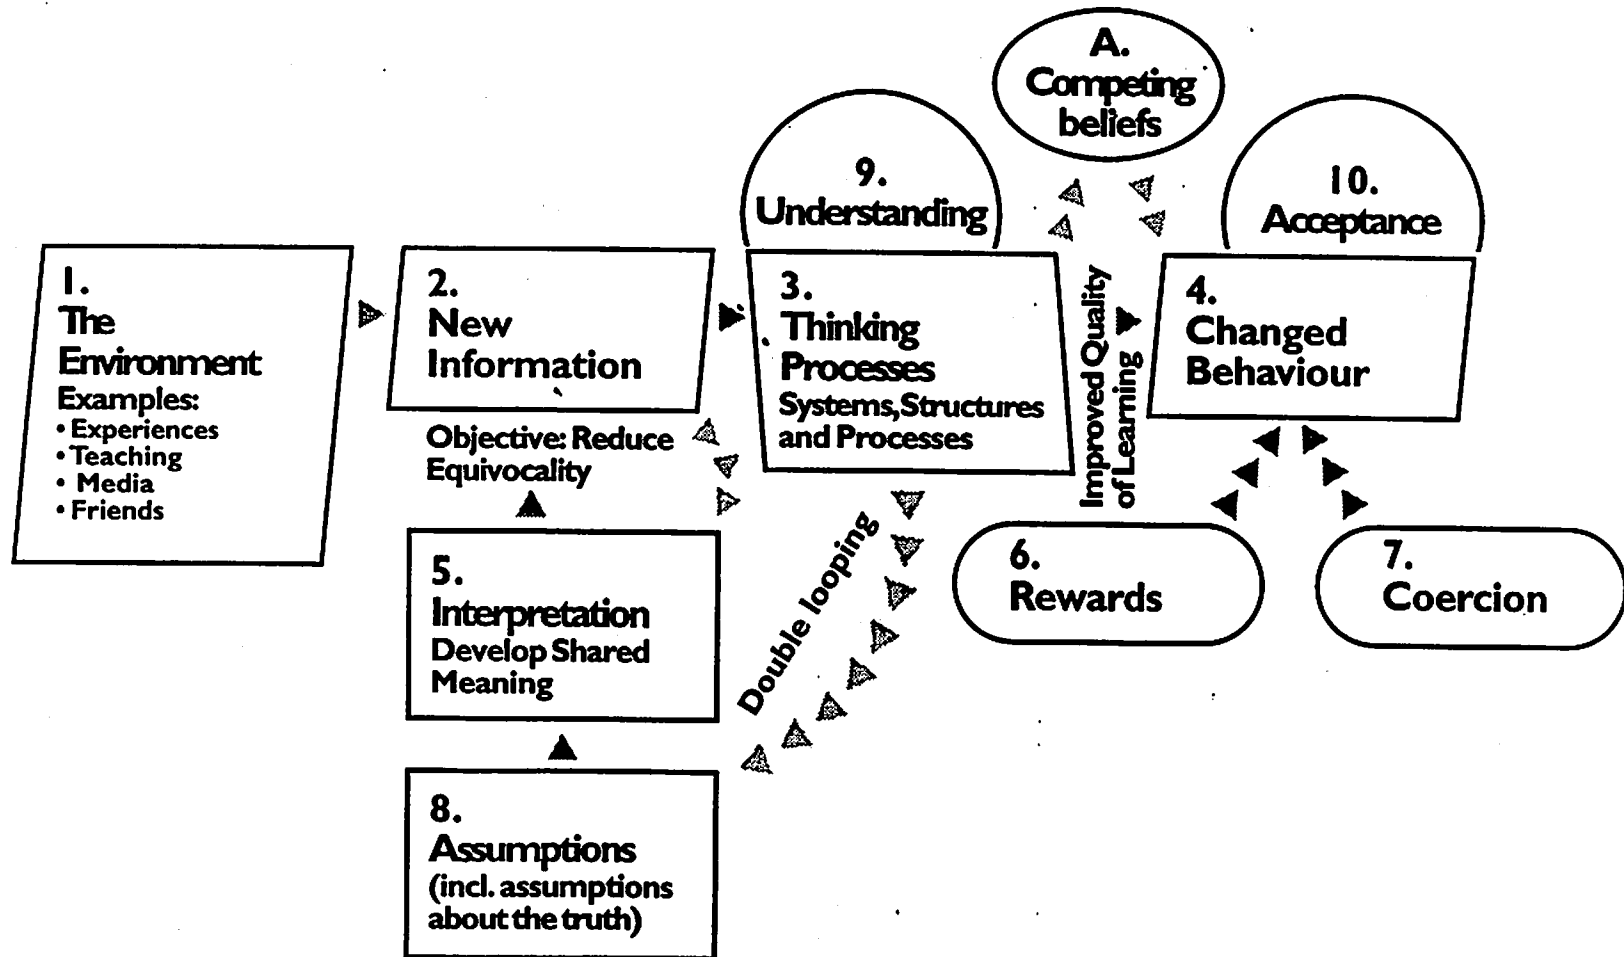 1.
The
Environment
Examples:
• Experiences
• Teaching
• Media
• Friends
2.
New
Information
Objective: Reduce
Equivocality
9.
Understanding
3.
Thinking
Processes
Systems, Structures
and Processes
A.
Competing
beliefs
Improved Quality
of Learning
10.
Acceptance
4.
Changed
Behaviour
5.
Interpretation
Develop Shared
Meaning
Double looping
6.
Rewards
7.
Coercion
8.
Assumptions
(incl. assumptions
about the truth)